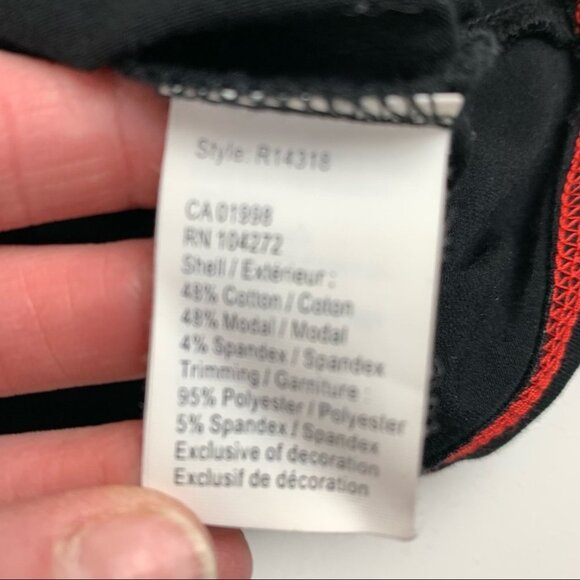 Style: R14318
CA 01998
RN 104272
Shell / Extérieur :
48% Cotton / Coton
48% Modal / Modal
4% Spandex / Spandex
Trimming / Garniture :
95% Polyester / Polyester
5% Spandex / Spandex
Exclusive of decoration
Exclusif de décoration